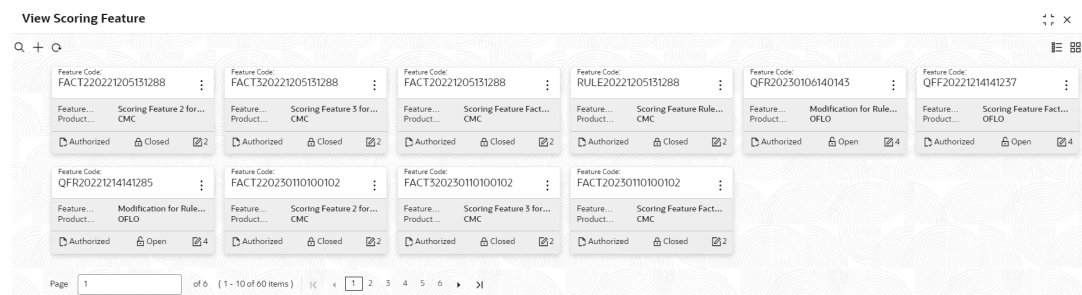 View Scoring Feature
Feature Code:
FACT220221205131288
Feature... Scoring Feature 2 for...
Product... CMC
Authorized Closed 2
Feature Code:
FACT320221205131288
Feature... Scoring Feature 3 for...
Product... CMC
Authorized Closed 2
Feature Code:
FACT20221205131288
Feature... Scoring Feature Fact...
Product... CMC
Authorized Closed 2
Feature Code:
RULE20221205131288
Feature... Scoring Feature Rule...
Product... CMC
Authorized Closed 2
Feature Code:
QFR20230106140143
Feature... Modification for Rule...
Product... OFLO
Authorized Open 4
Feature Code:
QFF20221214141237
Feature... Scoring Feature Fact...
Product... OFLO
Authorized Open 4
Feature Code:
QFR20221214141285
Feature... Modification for Rule...
Product... OFLO
Authorized Open 4
Feature Code:
FACT220230110100102
Feature... Scoring Feature 2 for...
Product... CMC
Authorized Closed 2
Feature Code:
FACT320230110100102
Feature... Scoring Feature 3 for...
Product... CMC
Authorized Closed 2
Feature Code:
FACT20230110100102
Feature... Scoring Feature Fact...
Product... CMC
Authorized Closed 2
Page 1 of 6 (1 - 10 of 60 items) 1 2 3 4 5 6